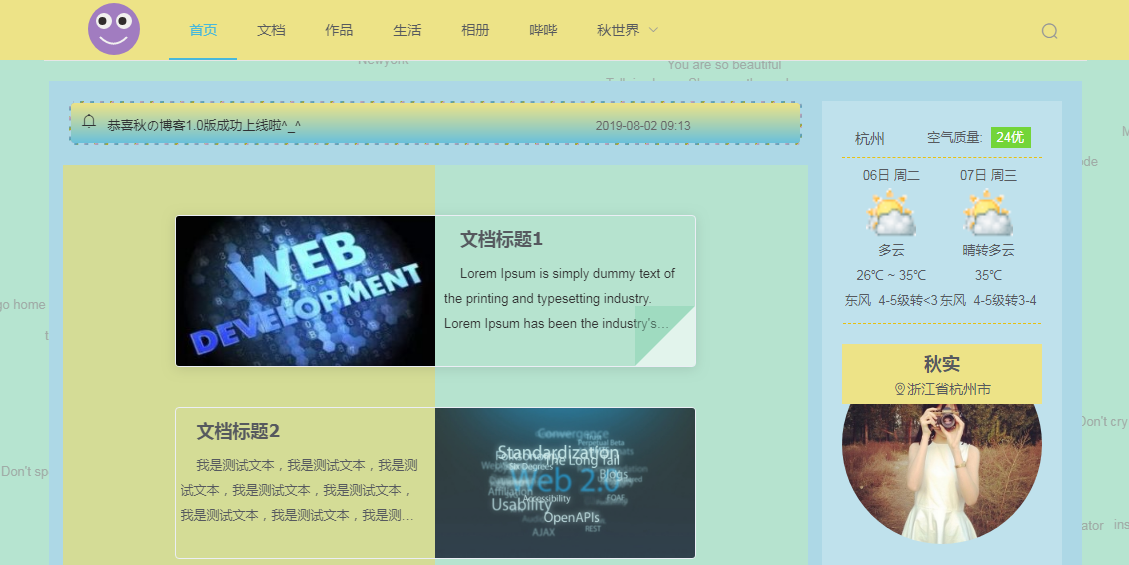 首页 文档 作品 生活 相册 哔哔 秋世界
You are so beautiful
恭喜秋の博客1.0版成功上线啦^_^ 2019-08-02 09:13
杭州 空气质量: 24优
06日 周二 07日 周三
多云 晴转多云
26℃ ~ 35℃ 35℃
东风 4-5级转<3 东风 4-5级转3-4
秋实
浙江省杭州市
WEB
DEVELOPMENT
文档标题1
Lorem Ipsum is simply dummy text of
the printing and typesetting industry.
Lorem Ipsum has been the industry's...
文档标题2
我是测试文本，我是测试文本，我是测
试文本，我是测试文本，我是测试文本，
我是测试文本，我是测试文本，我是测...
Convergence
Standardization
The Long Tail
Six Degrees
Blogs
Web 2.0
Accessibility
Usability
OpenAPIs
AJAX
REST
go home
Don't sp
Don't cry